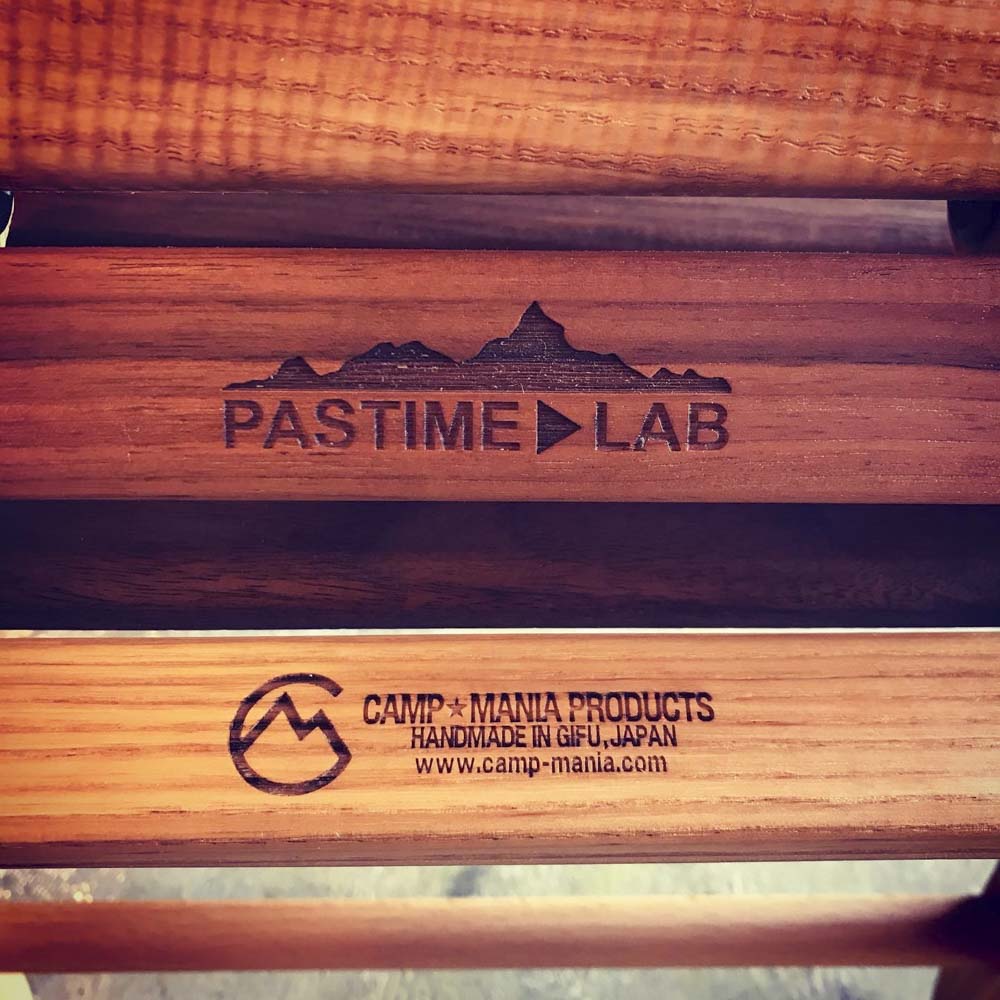 PASTIME▶LAB
CAMP★MANIA PRODUCTS
HANDMADE IN GIFU,JAPAN
www.camp-mania.com